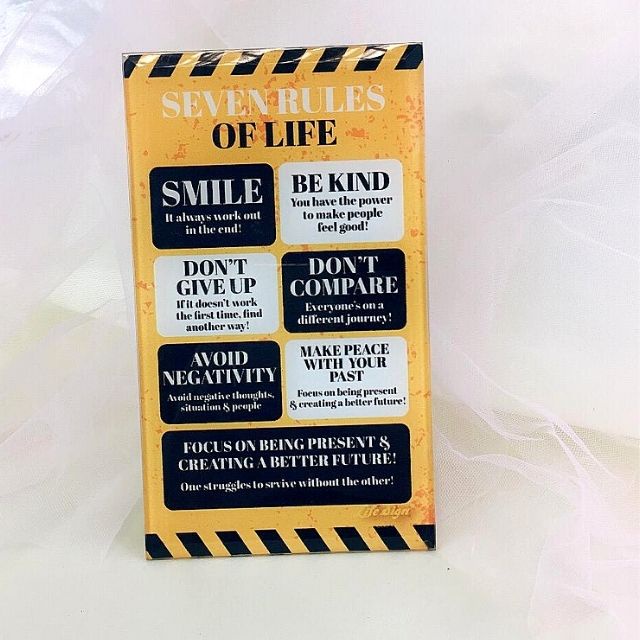 SEVEN RULES
OF LIFE
SMILE
It always work out
in the end!
BE KIND
You have the power
to make people
feel good!
DON'T
GIVE UP
If it doesn't work
the first time, find
another way!
DON'T
COMPARE
Everyone's on a
different journey!
AVOID
NEGATIVITY
Avoid negative thoughts,
situation & people
MAKE PEACE
WITH YOUR
PAST
Focus on being present
& creating a better future!
FOCUS ON BEING PRESENT &
CREATING A BETTER FUTURE!
One struggles to srvive without the other!